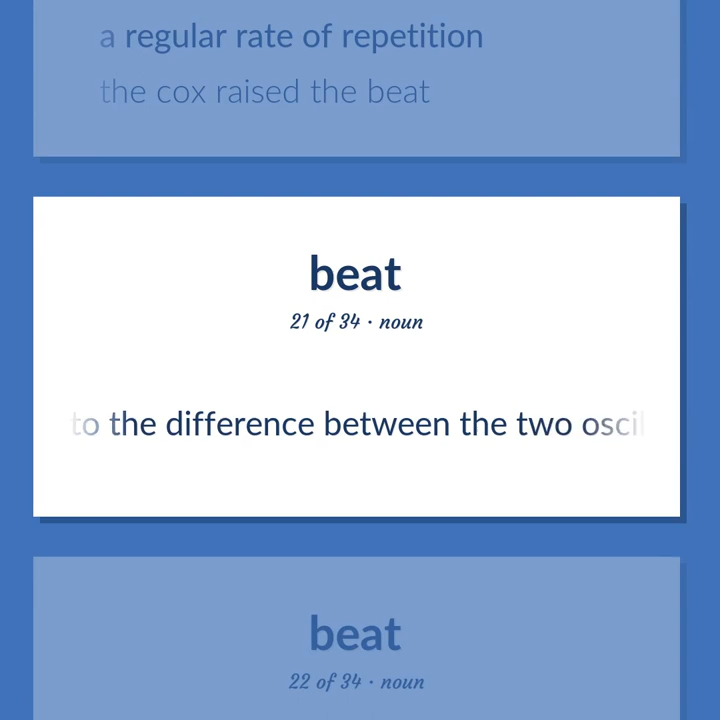 a regular rate of repetition
the cox raised the beat
beat
21 of 34 · noun
to the difference between the two oscil
beat
22 of 34 · noun